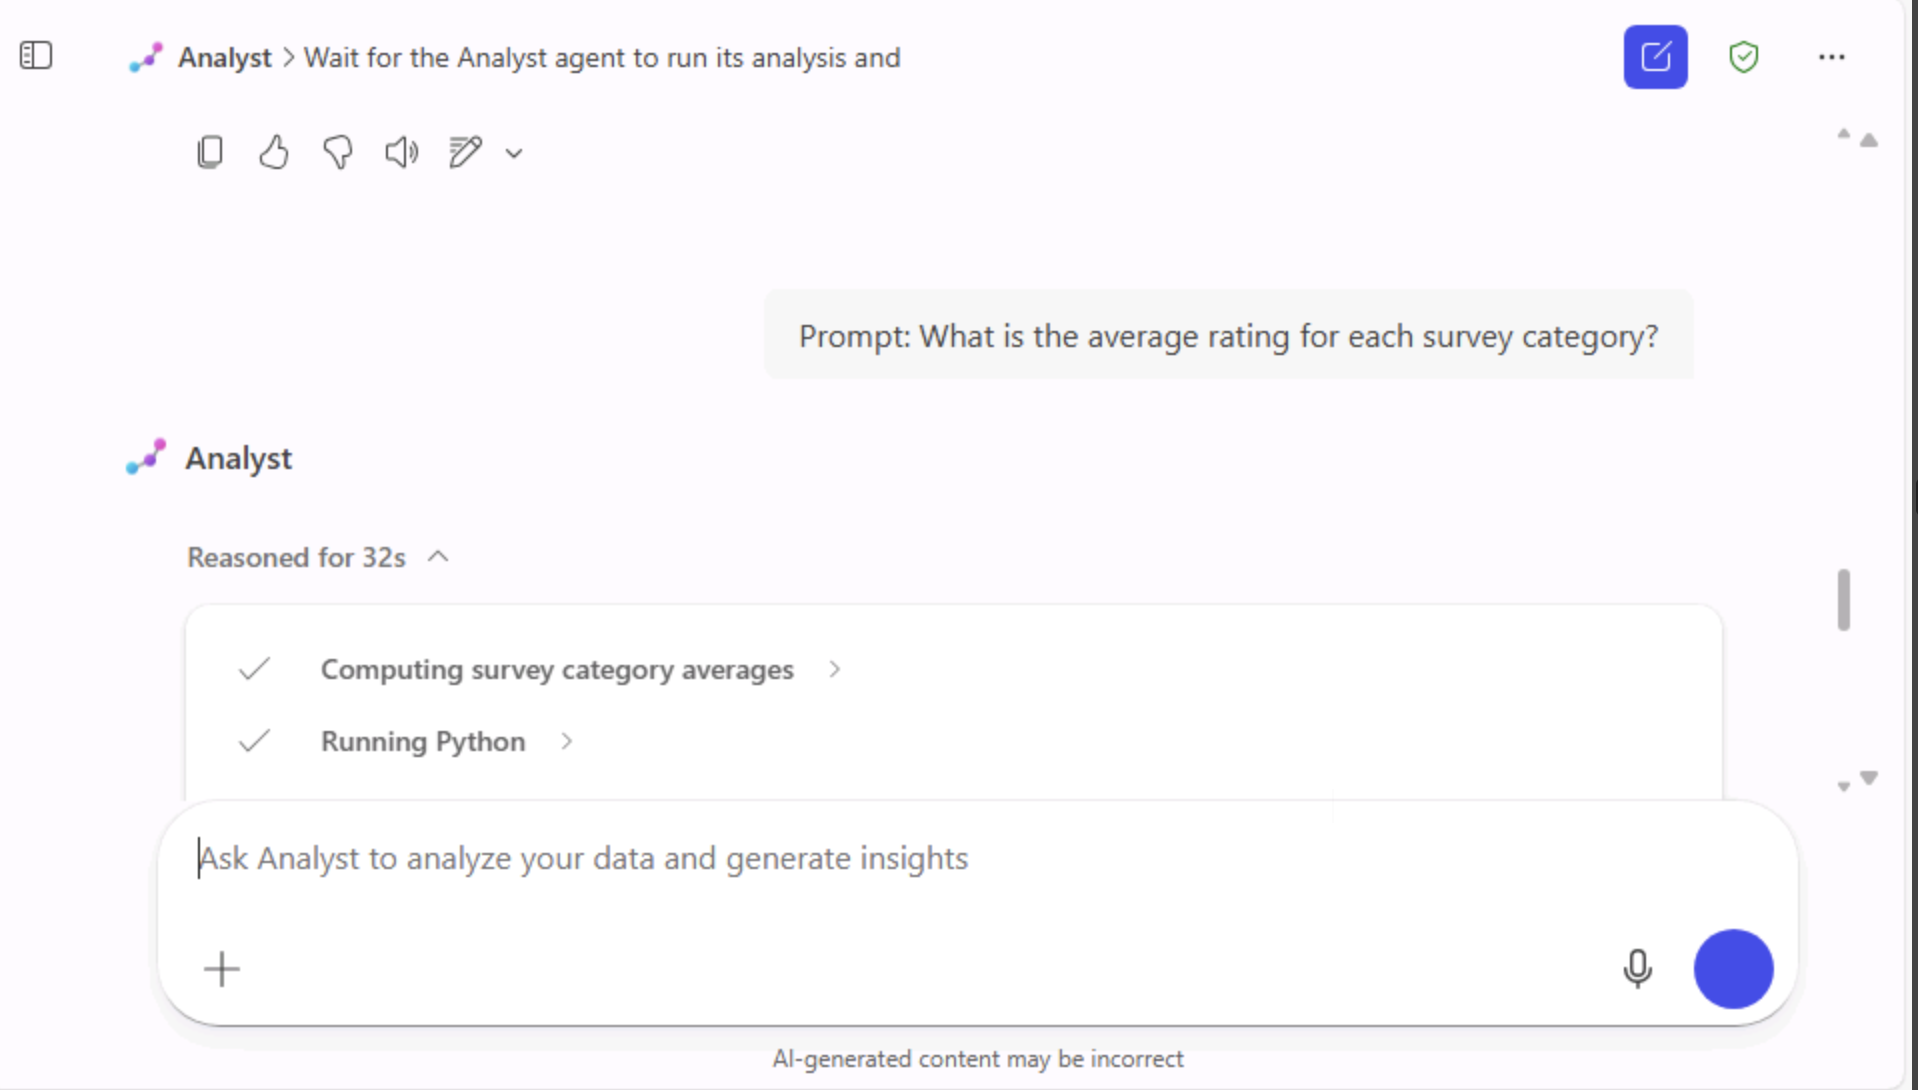 Analyst > Wait for the Analyst agent to run its analysis and
Prompt: What is the average rating for each survey category?
Analyst
Reasoned for 32s
Computing survey category averages
Running Python
Ask Analyst to analyze your data and generate insights
AI-generated content may be incorrect